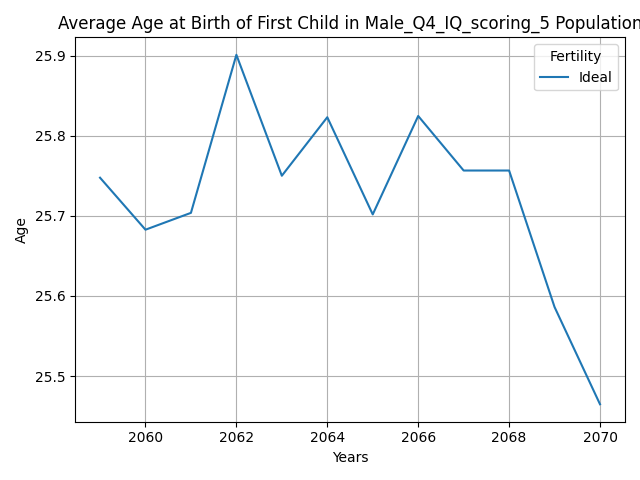 Average Age at Birth of First Child in Male_Q4_IQ_scoring_5 Population
Fertility
Ideal
25.9
25.8
25.7
25.6
25.5
Age
2060 2062 2064 2066 2068 2070
Years